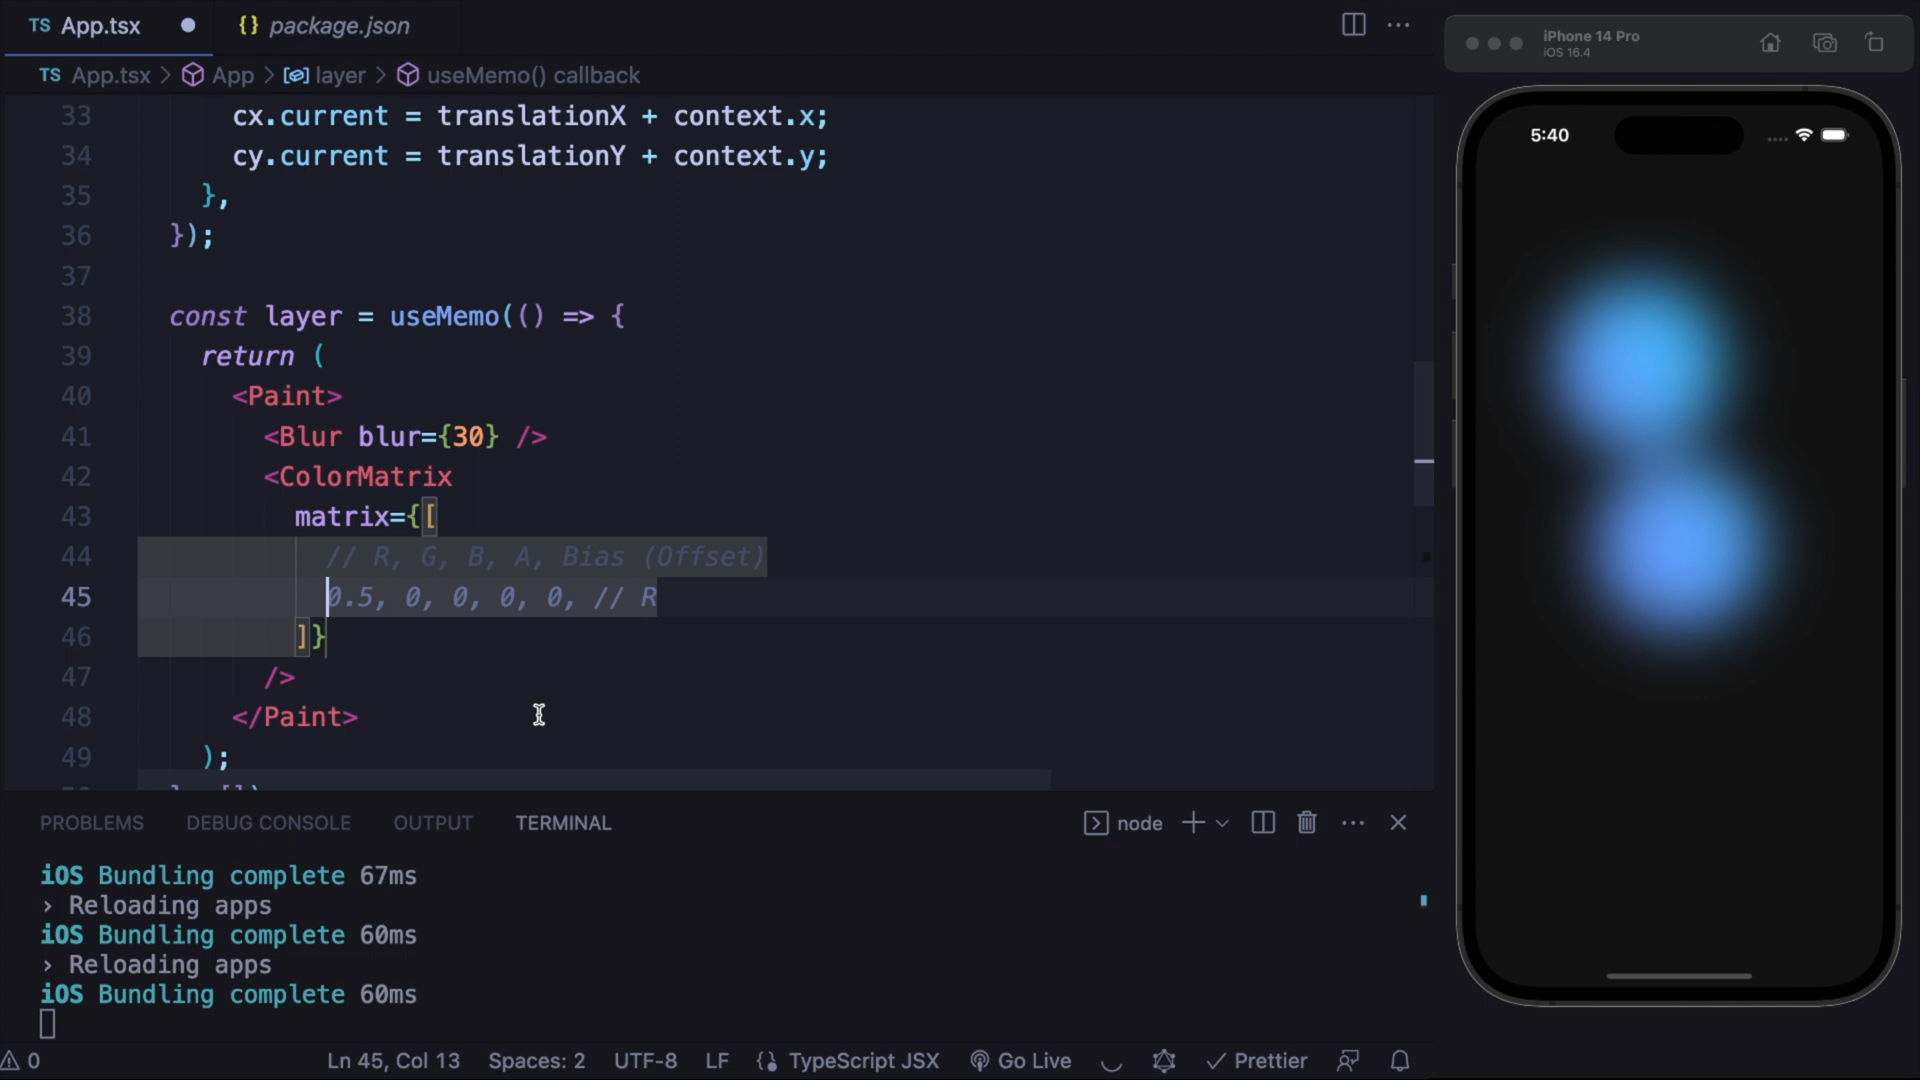 TS App.tsx
{} package.json
TS App.tsx > App > layer > useMemo() callback
33 cx.current = translationX + context.x;
34 cy.current = translationY + context.y;
35 },
36 });
37
38 const layer = useMemo(() => {
39 return (
40 <Paint>
41 <Blur blur={30} />
42 <ColorMatrix
43 matrix={[
44 // R, G, B, A, Bias (Offset)
45 0.5, 0, 0, 0, 0, // R
46 ]}
47 />
48 </Paint>
49 );
PROBLEMS DEBUG CONSOLE OUTPUT TERMINAL
node
iOS Bundling complete 67ms
› Reloading apps
iOS Bundling complete 60ms
› Reloading apps
iOS Bundling complete 60ms
0 Ln 45, Col 13 Spaces: 2 UTF-8 LF TypeScript JSX Go Live Prettier
iPhone 14 Pro
iOS 16.4
5:40